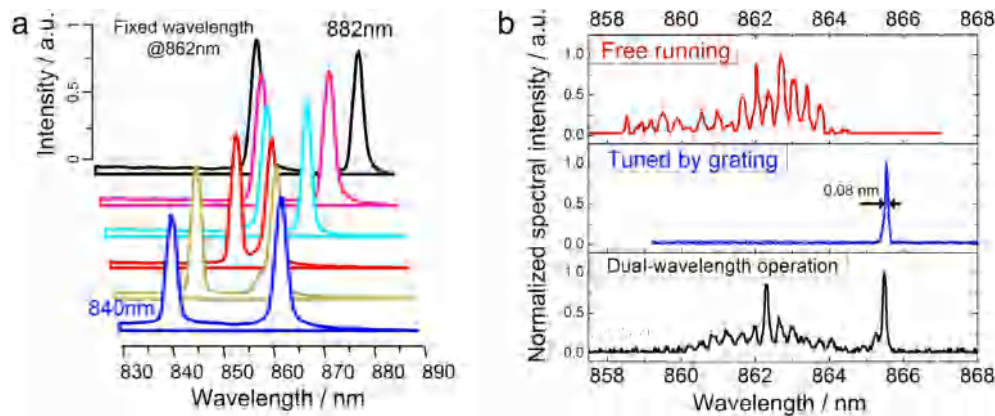 a
Fixed wavelength
@862nm
882nm
Intensity / a.u.
1
0.5
0
840nm
830 840 850 860 870 880 890
Wavelength / nm
b
858 860 862 864 866 868
Normalized spectral intensity / a.u.
Free running
1.0
0.5
0.0
Tuned by grating
1.0
0.5
0.0
0.08 nm
Dual-wavelength operation
1.0
0.5
0.0
858 860 862 864 866 868
Wavelength / nm